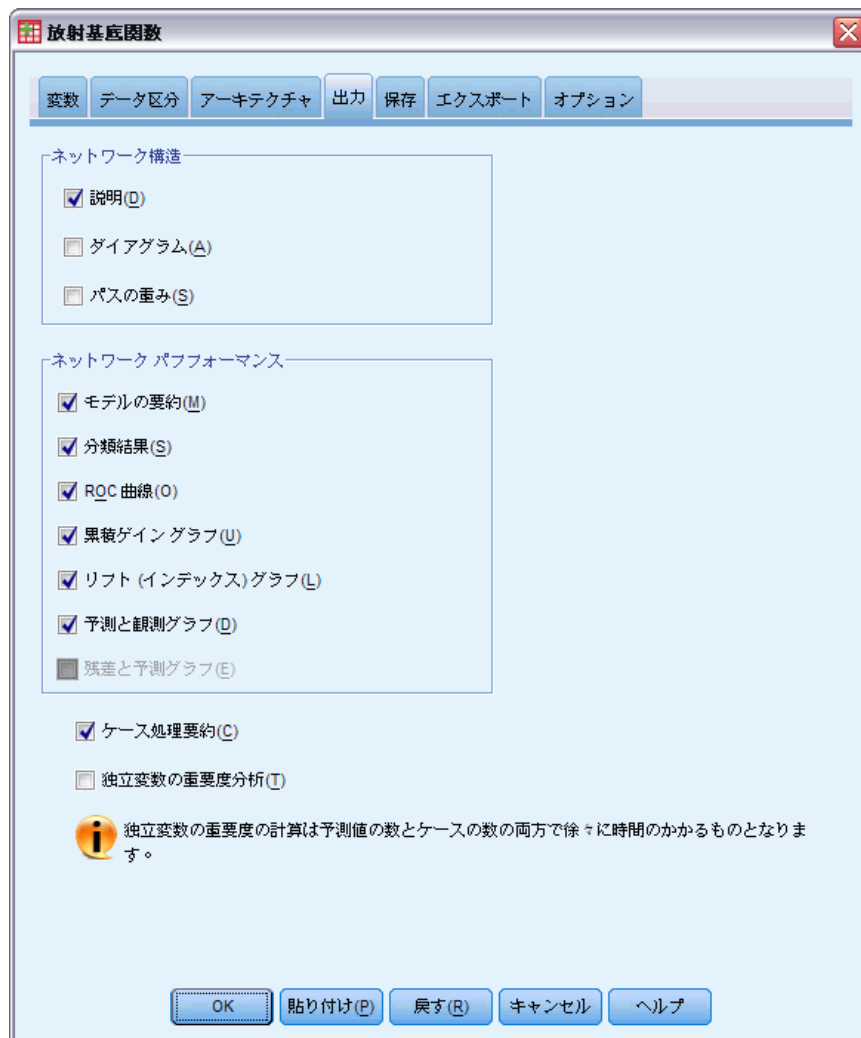 放射基底関数
変数 データ区分 アーキテクチャ 出力 保存 エクスポート オプション
ネットワーク構造
説明(D)
ダイアグラム(A)
パスの重み(S)
ネットワーク パフフォーマンス
モデルの要約(M)
分類結果(S)
ROC 曲線(O)
累積ゲイン グラフ(U)
リフト (インデックス) グラフ(L)
予測と観測グラフ(D)
残差と予測グラフ(E)
ケース処理要約(C)
独立変数の重要度分析(T)
独立変数の重要度の計算は予測値の数とケースの数の両方で徐々に時間のかかるものとなりま
す。
OK 貼り付け(P) 戻す(R) キャンセル ヘルプ